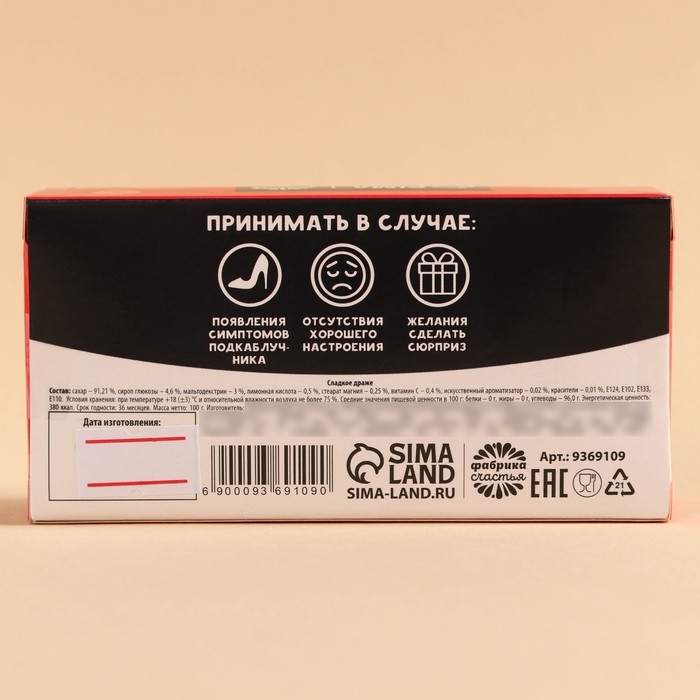 ПРИНИМАТЬ В СЛУЧАЕ:
ПОЯВЛЕНИЯ
СИМПТОМОВ
ПОДКАБЛУЧ-
НИКА
ОТСУТСТВИЯ
ХОРОШЕГО
НАСТРОЕНИЯ
ЖЕЛАНИЯ
СДЕЛАТЬ
СЮРПРИЗ
Сладкое драже
Состав: сахар – 91,21 %, сироп глюкозы – 4,6 %, мальтодекстрин – 3 %, лимонная кислота – 0,5 %, стеарат магния – 0,25 %, витамин С – 0,4 %, искусственный ароматизатор – 0,02 %, красители – 0,01 %, Е124, Е102, Е133,
Е110. Условия хранения: при температуре +18 (±3) °С и относительной влажности воздуха не более 75 %. Средние значения пищевой ценности в 100 г: белки – 0 г, жиры – 0 г, углеводы – 96,0 г. Энергетическая ценность:
380 ккал. Срок годности: 36 месяцев. Масса нетто: 100 г. Изготовитель:
Дата изготовления:
6 900093 691090
SIMA
LAND
SIMA-LAND.RU
фабрика
счастья
Арт.: 9369109
EAC
21